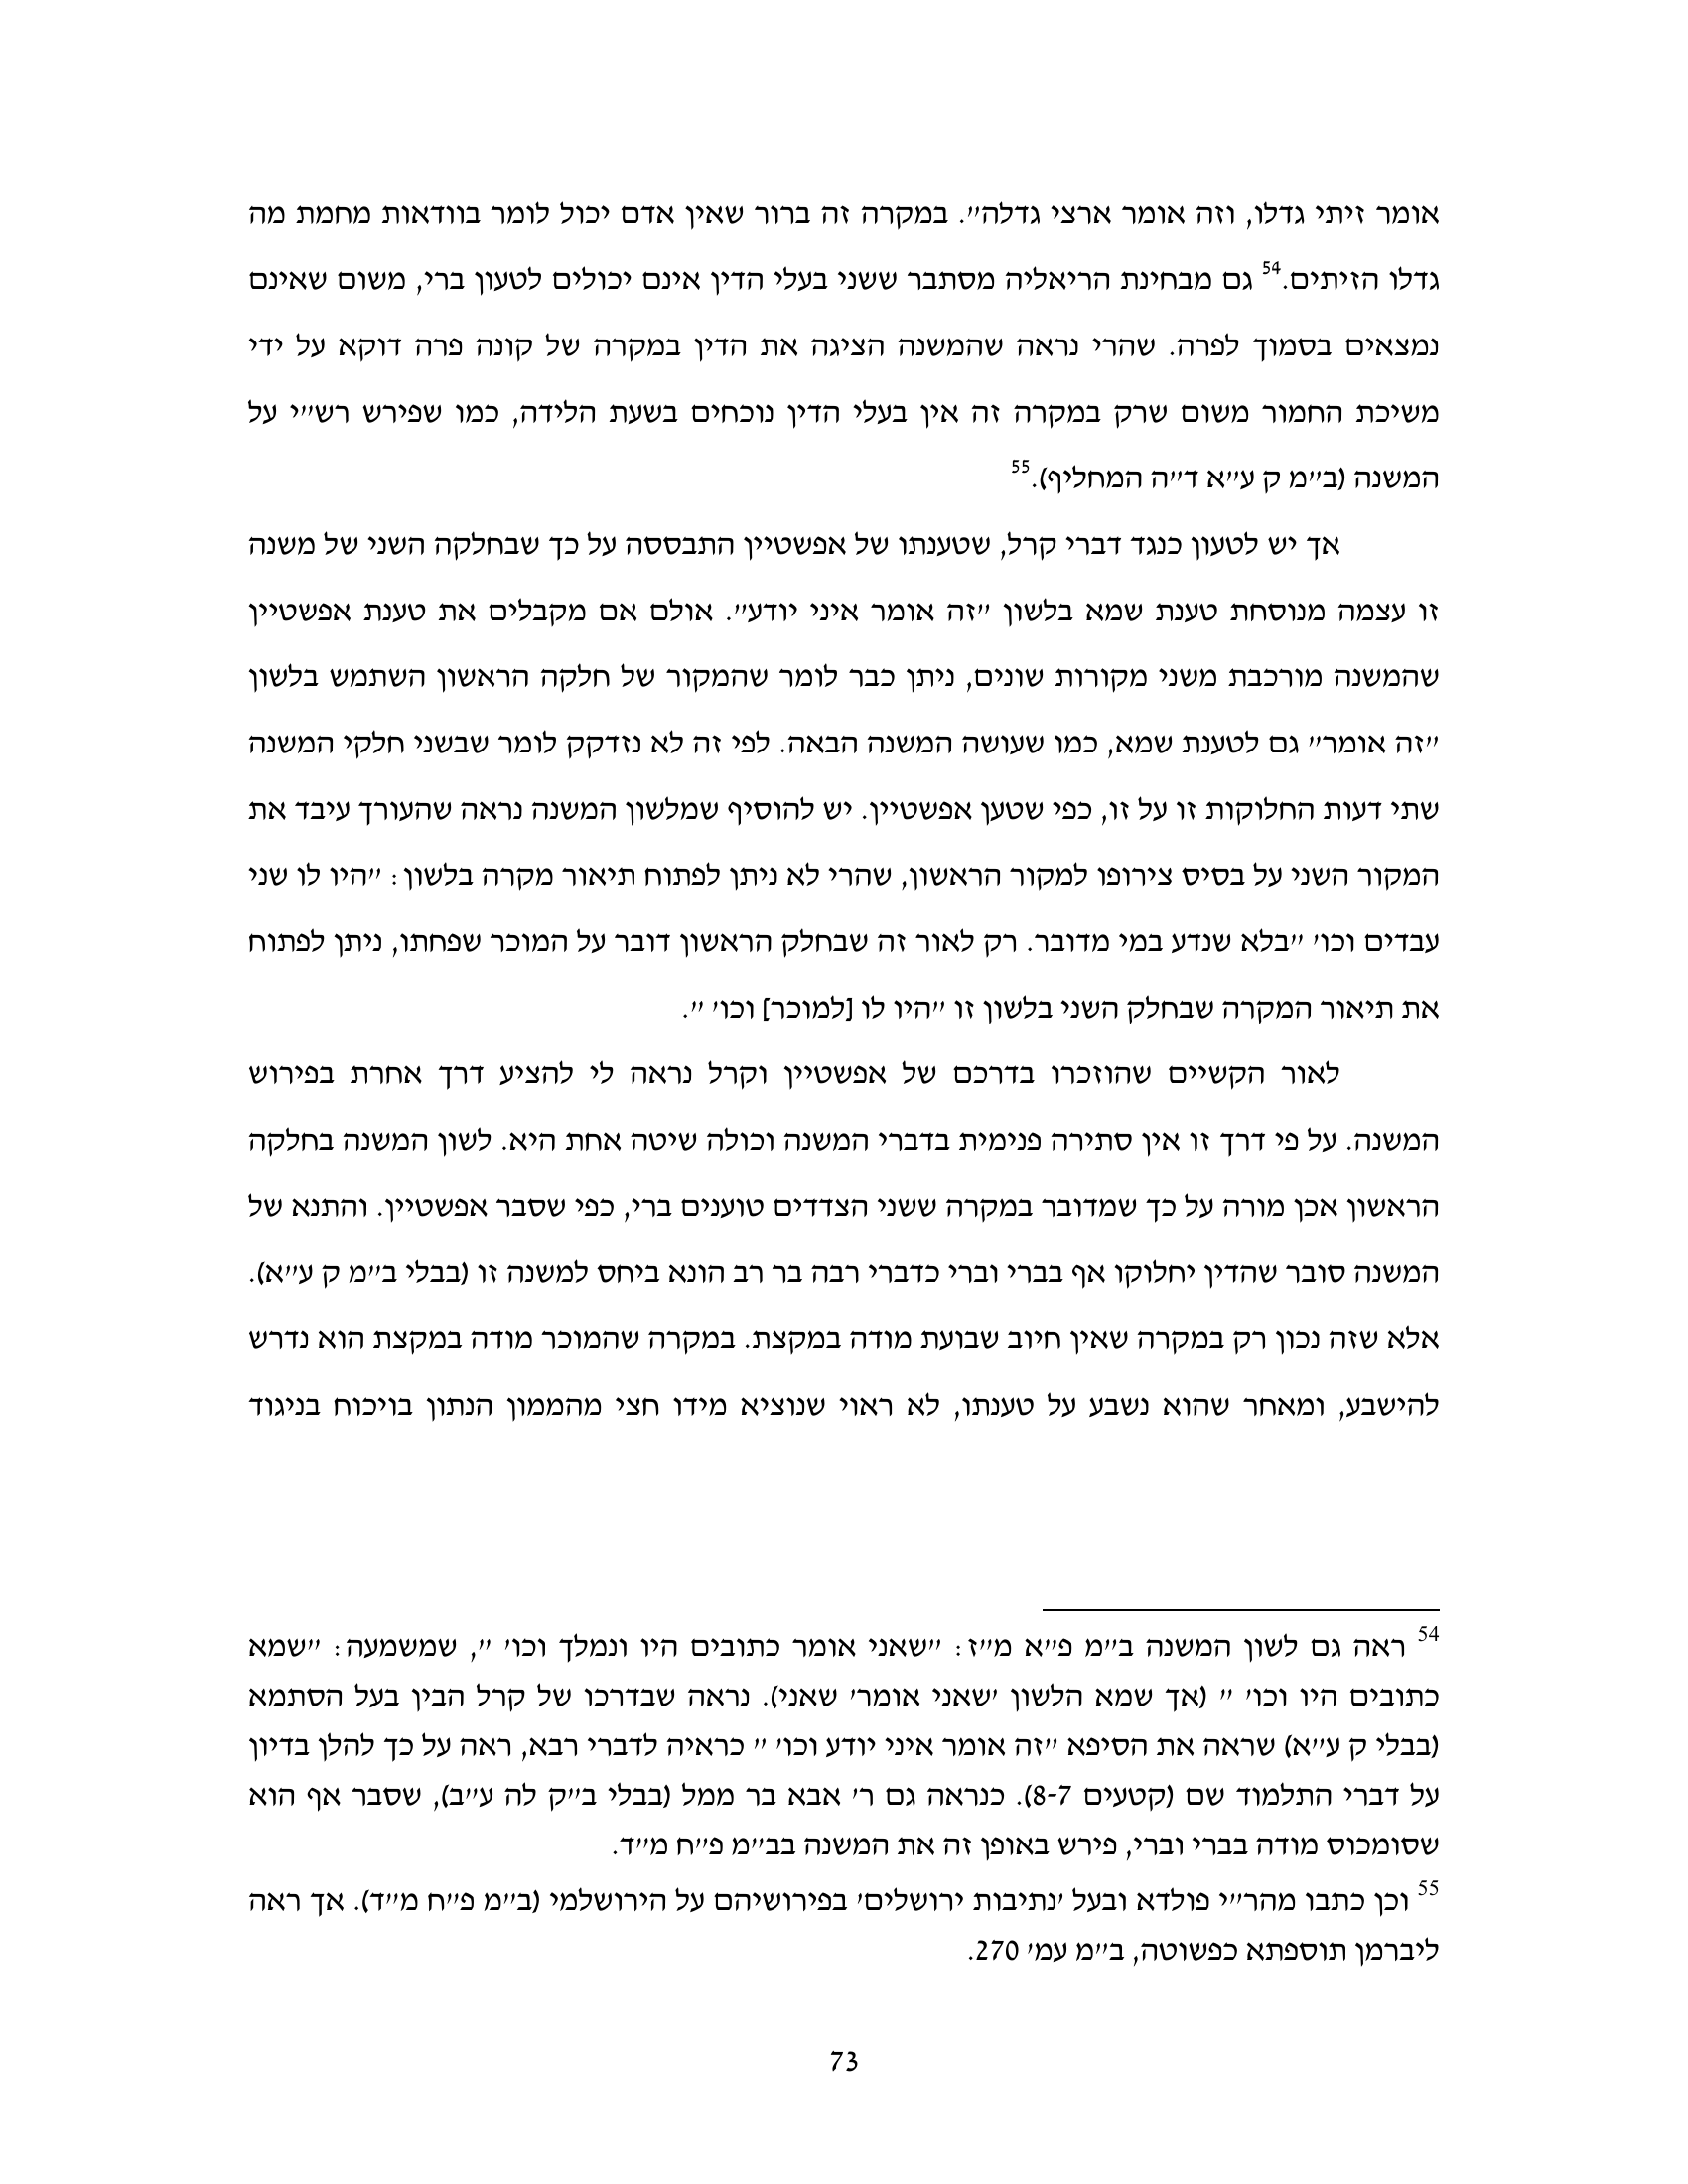 אומר זיתי גדלו, וזה אומר ארצי גדלה״. במקרה זה ברור שאין אדם יכול לומר בוודאות מחמת מה
גדלו הזיתים.54 גם מבחינת הריאליה מסתבר ששני בעלי הדין אינם יכולים לטעון ברי, משום שאינם
נמצאים בסמוך לפרה. שהרי נראה שהמשנה הציגה את הדין במקרה של קונה פרה דוקא על ידי
משיכת החמור משום שרק במקרה זה אין בעלי הדין נוכחים בשעת הלידה, כמו שפירש רש״י על
המשנה (ב״מ ק ע״א ד״ה המחליף).55
אך יש לטעון כנגד דברי קרל, שטענתו של אפשטיין התבססה על כך שבחלקה השני של משנה
זו עצמה מנוסחת טענת שמא בלשון ״זה אומר איני יודע״. אולם אם מקבלים את טענת אפשטיין
שהמשנה מורכבת משני מקורות שונים, ניתן כבר לומר שהמקור של חלקה הראשון השתמש בלשון
״זה אומר״ גם לטענת שמא, כמו שעושה המשנה הבאה. לפי זה לא נזדקק לומר שבשני חלקי המשנה
שתי דעות החלוקות זו על זו, כפי שטען אפשטיין. יש להוסיף שמלשון המשנה נראה שהעורך עיבד את
המקור השני על בסיס צירופו למקור הראשון, שהרי לא ניתן לפתוח תיאור מקרה בלשון: ״היו לו שני
עבדים וכו׳ ״בלא שנדע במי מדובר. רק לאור זה שבחלק הראשון דובר על המוכר שפחתו, ניתן לפתוח
את תיאור המקרה שבחלק השני בלשון זו ״היו לו [למוכר] וכו׳ ״.
לאור הקשיים שהוזכרו בדרכם של אפשטיין וקרל נראה לי להציע דרך אחרת בפירוש
המשנה. על פי דרך זו אין סתירה פנימית בדברי המשנה וכולה שיטה אחת היא. לשון המשנה בחלקה
הראשון אכן מורה על כך שמדובר במקרה ששני הצדדים טוענים ברי, כפי שסבר אפשטיין. והתנא של
המשנה סובר שהדין יחלוקו אף בברי וברי כדברי רבה בר רב הונא ביחס למשנה זו (בבלי ב״מ ק ע״א).
אלא שזה נכון רק במקרה שאין חיוב שבועת מודה במקצת. במקרה שהמוכר מודה במקצת הוא נדרש
להישבע, ומאחר שהוא נשבע על טענתו, לא ראוי שנוציא מידו חצי מהממון הנתון בויכוח בניגוד
54 ראה גם לשון המשנה ב״מ פ״א מ״ז: ״שאני אומר כתובים היו ונמלך וכו׳ ״, שמשמעה: ״שמא
כתובים היו וכו׳ ״ (אך שמא הלשון ׳שאני אומר׳ שאני). נראה שבדרכו של קרל הבין בעל הסתמא
(בבלי ק ע״א) שראה את הסיפא ״זה אומר איני יודע וכו׳ ״ כראיה לדברי רבא, ראה על כך להלן בדיון
על דברי התלמוד שם (קטעים 8-7). כנראה גם ר׳ אבא בר ממל (בבלי ב״ק לה ע״ב), שסבר אף הוא
שסומכוס מודה בברי וברי, פירש באופן זה את המשנה בב״מ פ״ח מ״ד.
55 וכן כתבו מהר״י פולדא ובעל ׳נתיבות ירושלים׳ בפירושיהם על הירושלמי (ב״מ פ״ח מ״ד). אך ראה
ליברמן תוספתא כפשוטה, ב״מ עמ׳ 270.
73